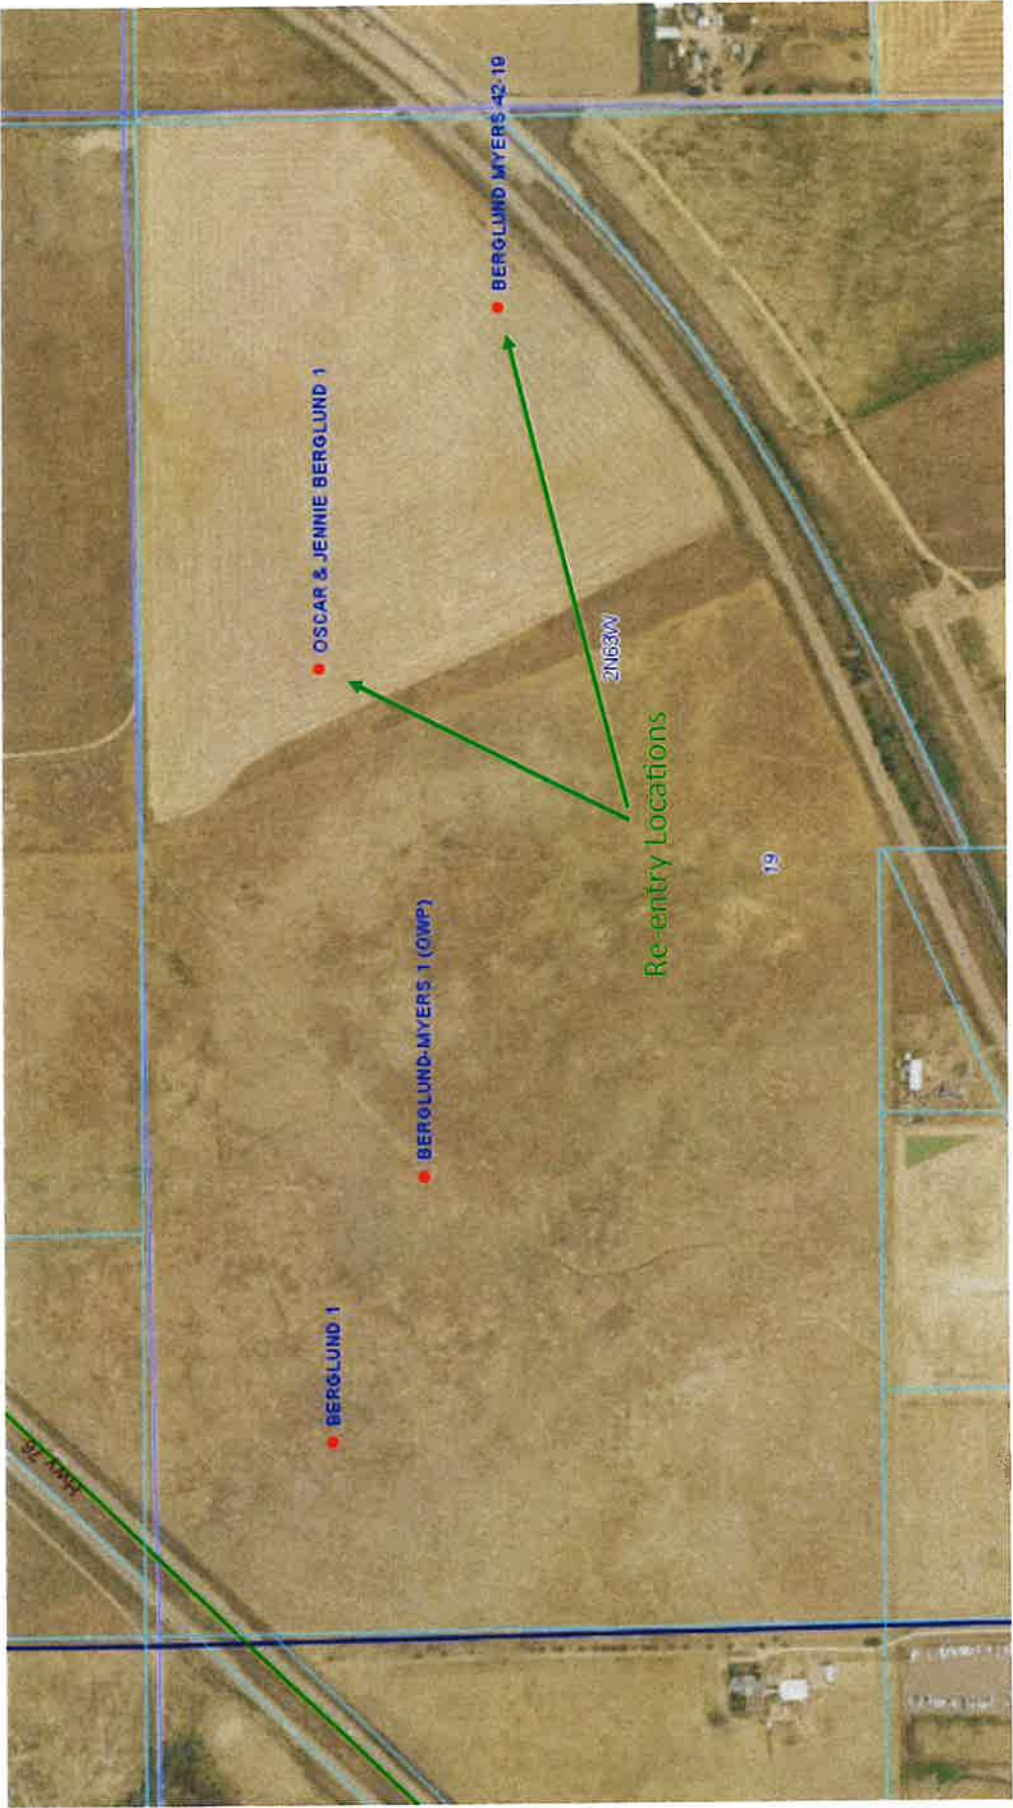 Hwy 76
BERGLUND 1
BERGLUND-MYERS 1 (OWP)
OSCAR & JENNIE BERGLUND 1
BERGLUND MYERS 42-19
2N63W
Re-entry Locations
19